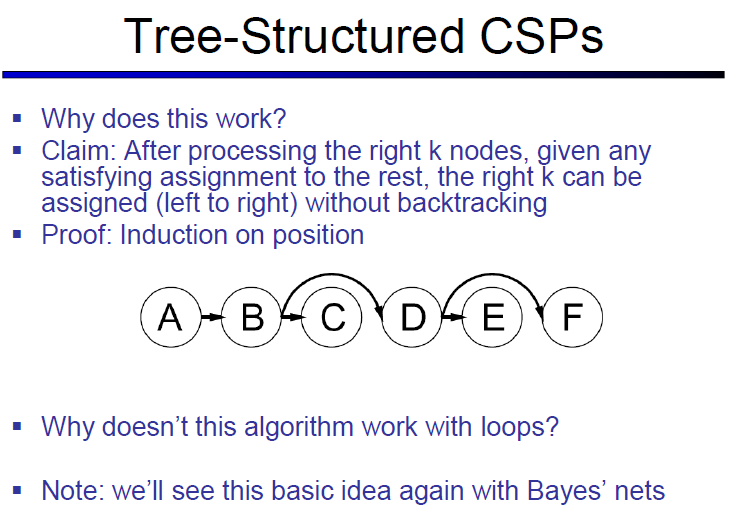 Tree-Structured CSPs
▪ Why does this work?
▪ Claim: After processing the right k nodes, given any
satisfying assignment to the rest, the right k can be
assigned (left to right) without backtracking
▪ Proof: Induction on position
A B C D E F
▪ Why doesn't this algorithm work with loops?
▪ Note: we'll see this basic idea again with Bayes' nets